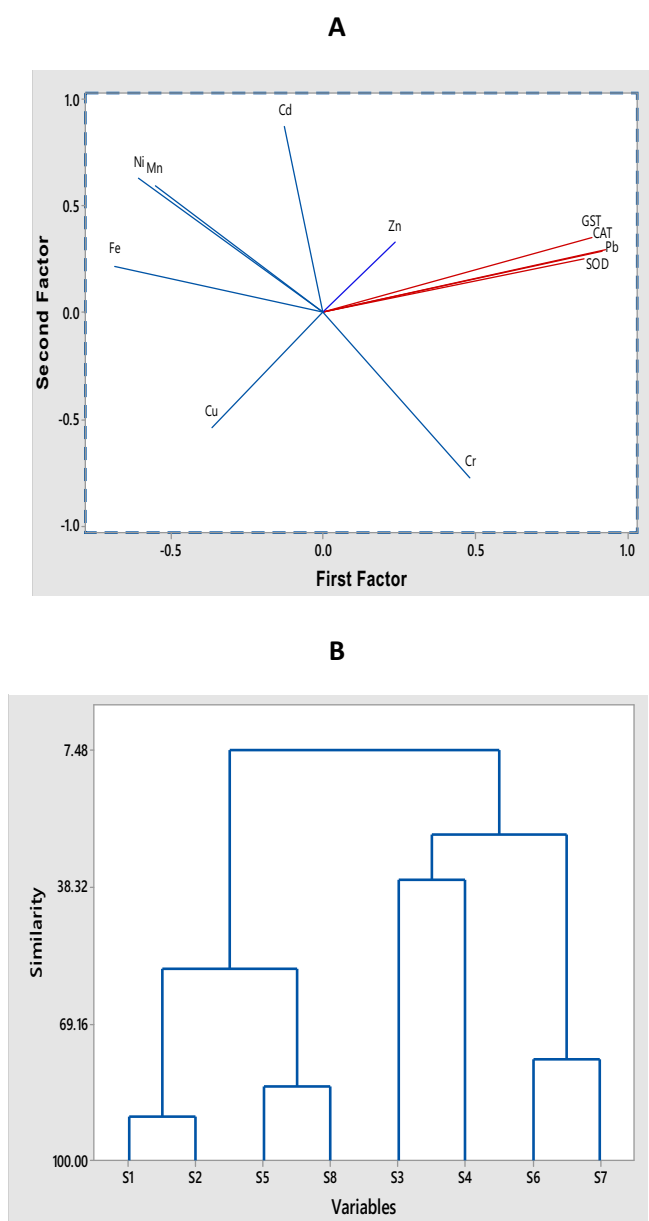 A
1.0
Cd
Ni Mn
0.5
Zn
GST
CAT
Fe
Pb
SOD
0.0
Second Factor
Cu
-0.5
Cr
-1.0
-0.5 0.0 0.5 1.0
First Factor
B
7.48
38.32
Similarity
69.16
100.00
S1 S2 S5 S8 S3 S4 S6 S7
Variables